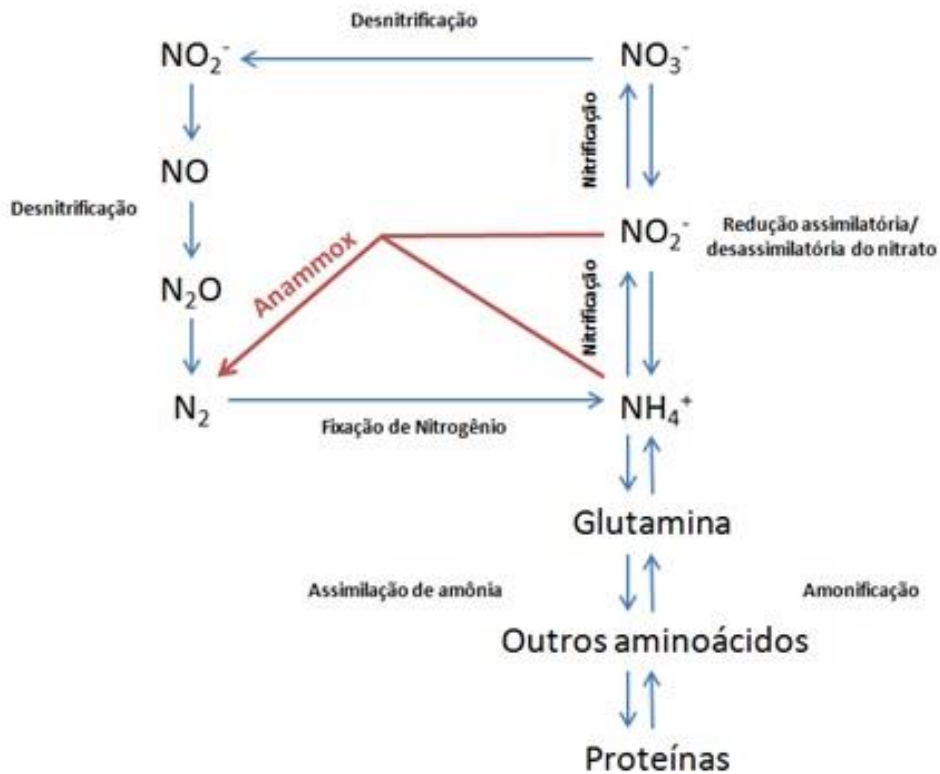 Desnitrificação
NO₂⁻
NO₃⁻
Nitrificação
NO
Desnitrificação
NO₂⁻
Redução assimilatória/
desassimilatória do nitrato
Anammox
N₂O
Nitrificação
N₂
NH₄⁺
Fixação de Nitrogênio
Glutamina
Assimilação de amônia
Amonificação
Outros aminoácidos
Proteínas